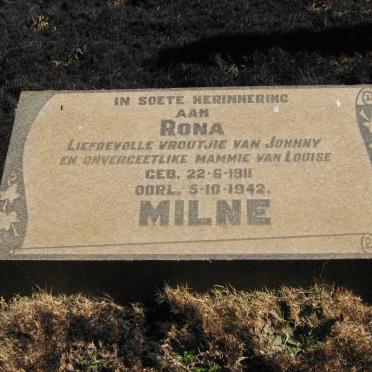 IN SOETE HERINNERING
AAN
RONA
LIEFDEVOLLE VROUTJIE VAN JOHNNY
EN ONVERGEETLIKE MAMMIE VAN LOUISE
GEB. 22-6-1911
OORL. 5-10-1942.
MILNE